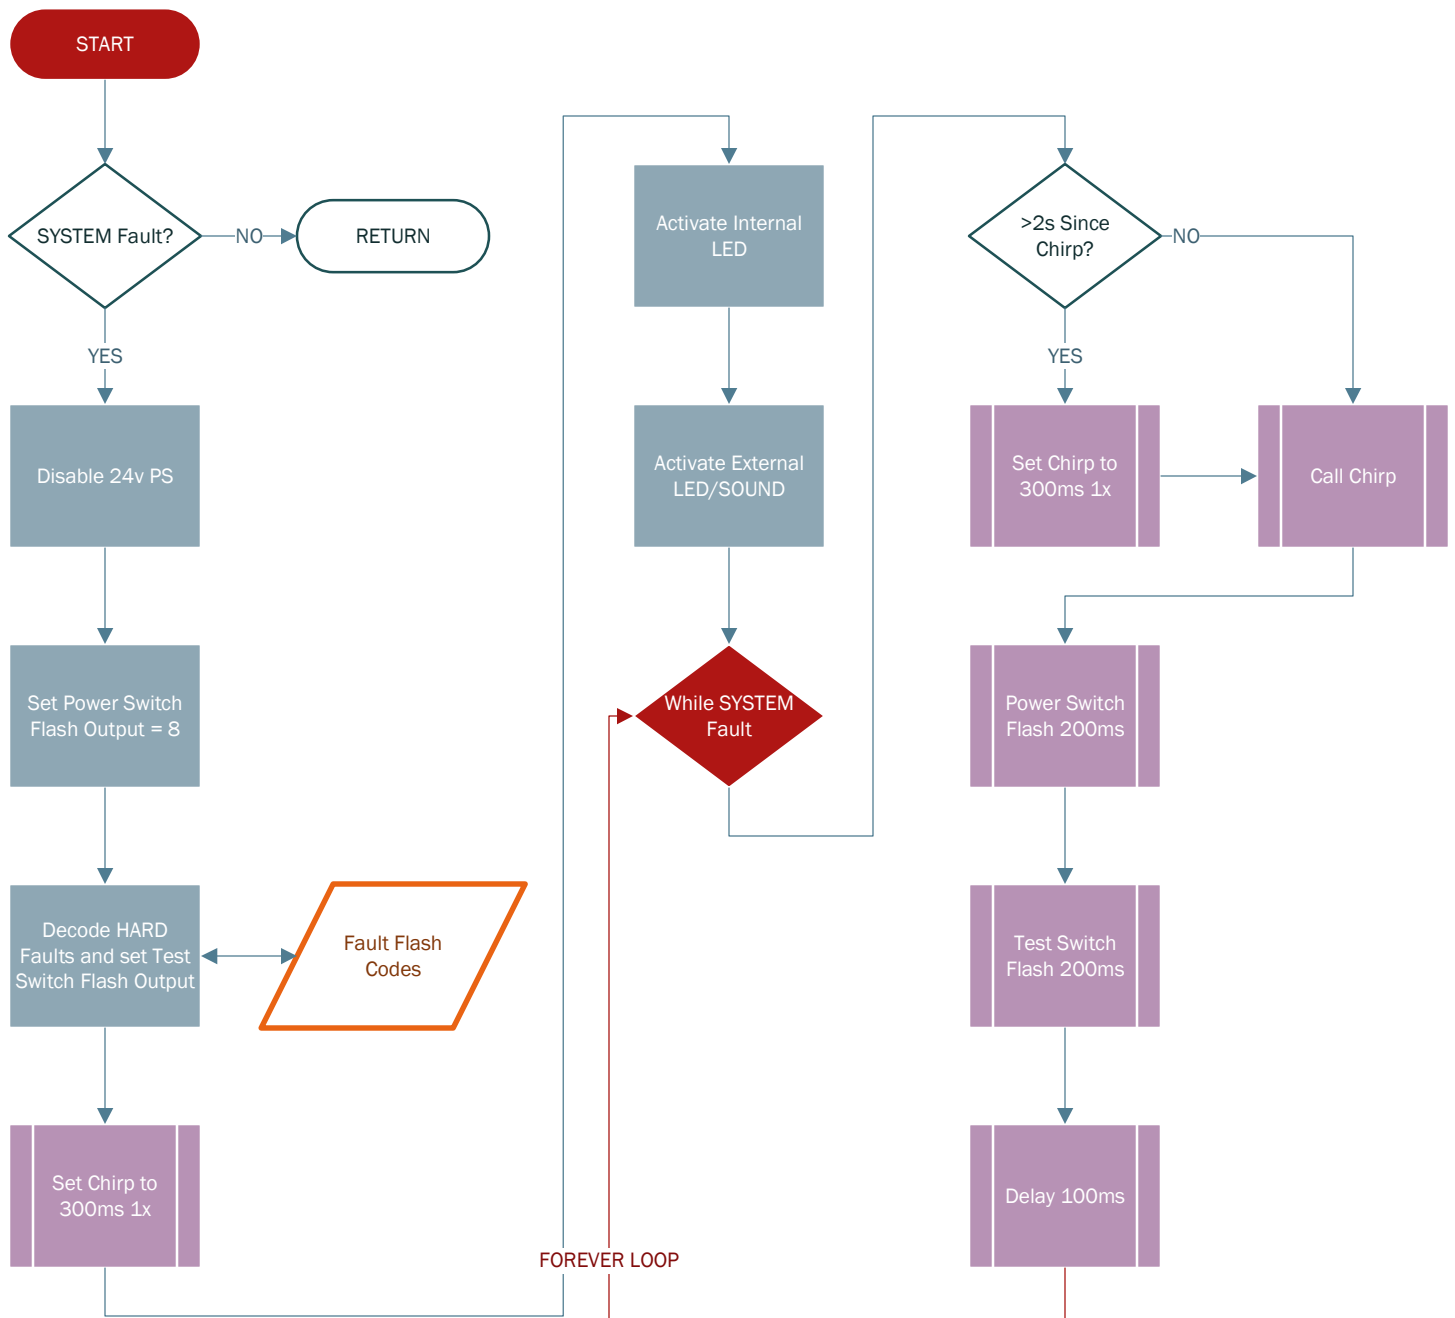 START
SYSTEM Fault?
NO
RETURN
YES
Disable 24v PS
Set Power Switch
Flash Output = 8
Decode HARD
Faults and set Test
Switch Flash Output
Fault Flash
Codes
Set Chirp to
300ms 1x
Activate Internal
LED
Activate External
LED/SOUND
While SYSTEM
Fault
FOREVER LOOP
>2s Since
Chirp?
NO
YES
Set Chirp to
300ms 1x
Call Chirp
Power Switch
Flash 200ms
Test Switch
Flash 200ms
Delay 100ms